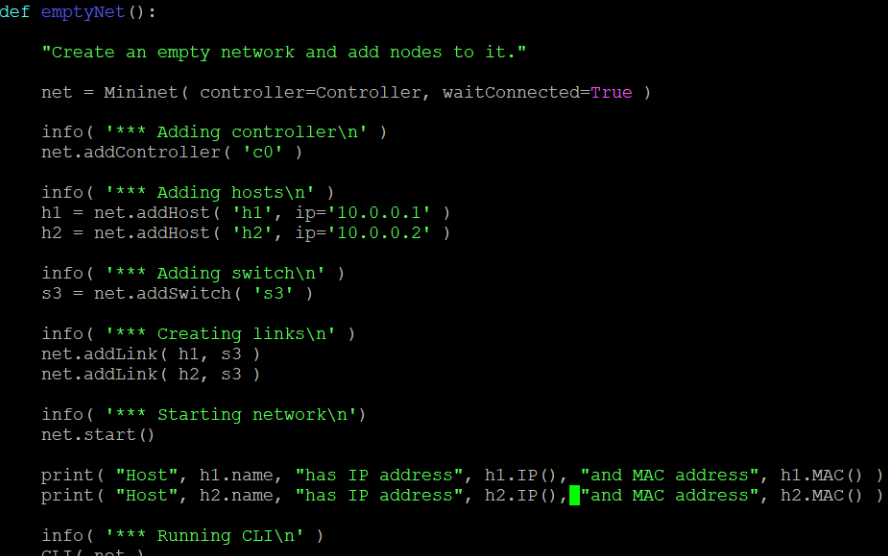 def emptyNet():
"Create an empty network and add nodes to it."
net = Mininet( controller=Controller, waitConnected=True )
info( '*** Adding controller\n' )
net.addController( 'c0' )
info( '*** Adding hosts\n' )
h1 = net.addHost( 'h1', ip='10.0.0.1' )
h2 = net.addHost( 'h2', ip='10.0.0.2' )
info( '*** Adding switch\n' )
s3 = net.addSwitch( 's3' )
info( '*** Creating links\n' )
net.addLink( h1, s3 )
net.addLink( h2, s3 )
info( '*** Starting network\n')
net.start()
print( "Host", h1.name, "has IP address", h1.IP(), "and MAC address", h1.MAC() )
print( "Host", h2.name, "has IP address", h2.IP(), "and MAC address", h2.MAC() )
info( '*** Running CLI\n' )
CLI( net )